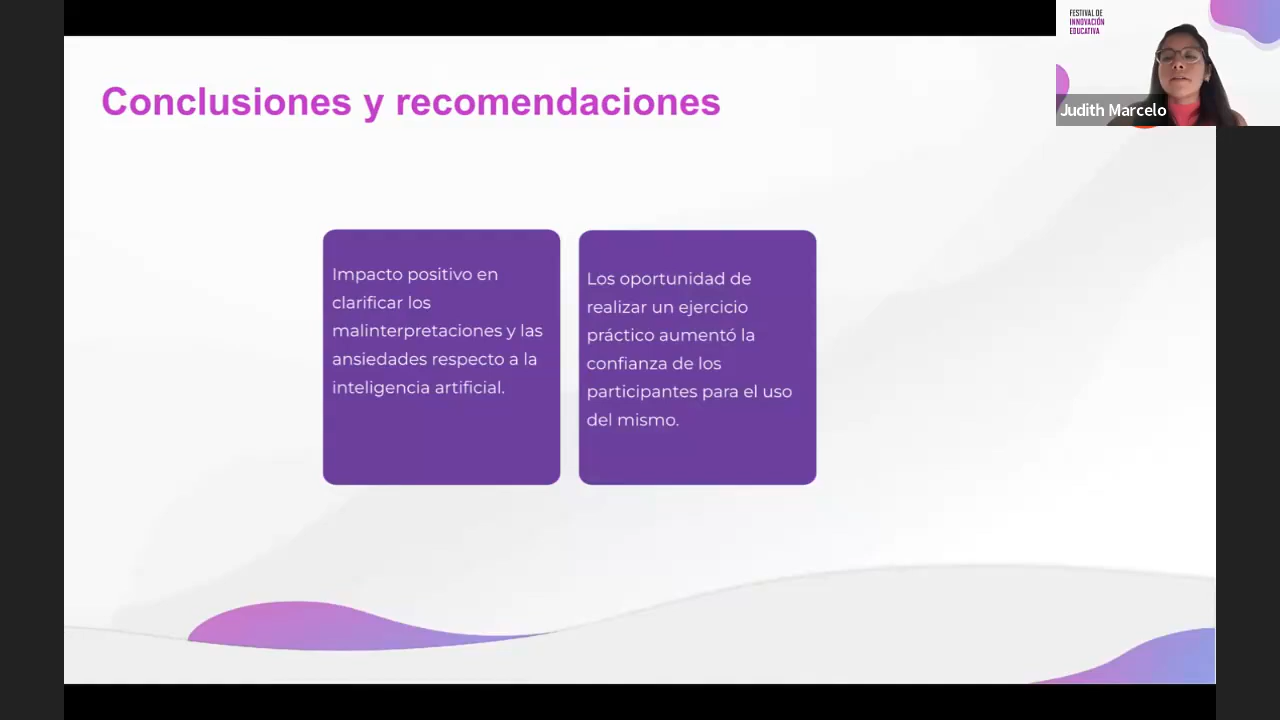 Conclusiones y recomendaciones
FESTIVAL DE
INNOVACIÓN
EDUCATIVA
Judith Marcelo
Impacto positivo en
clarificar los
malinterpretaciones y las
ansiedades respecto a la
inteligencia artificial.
Los oportunidad de
realizar un ejercicio
práctico aumentó la
confianza de los
participantes para el uso
del mismo.